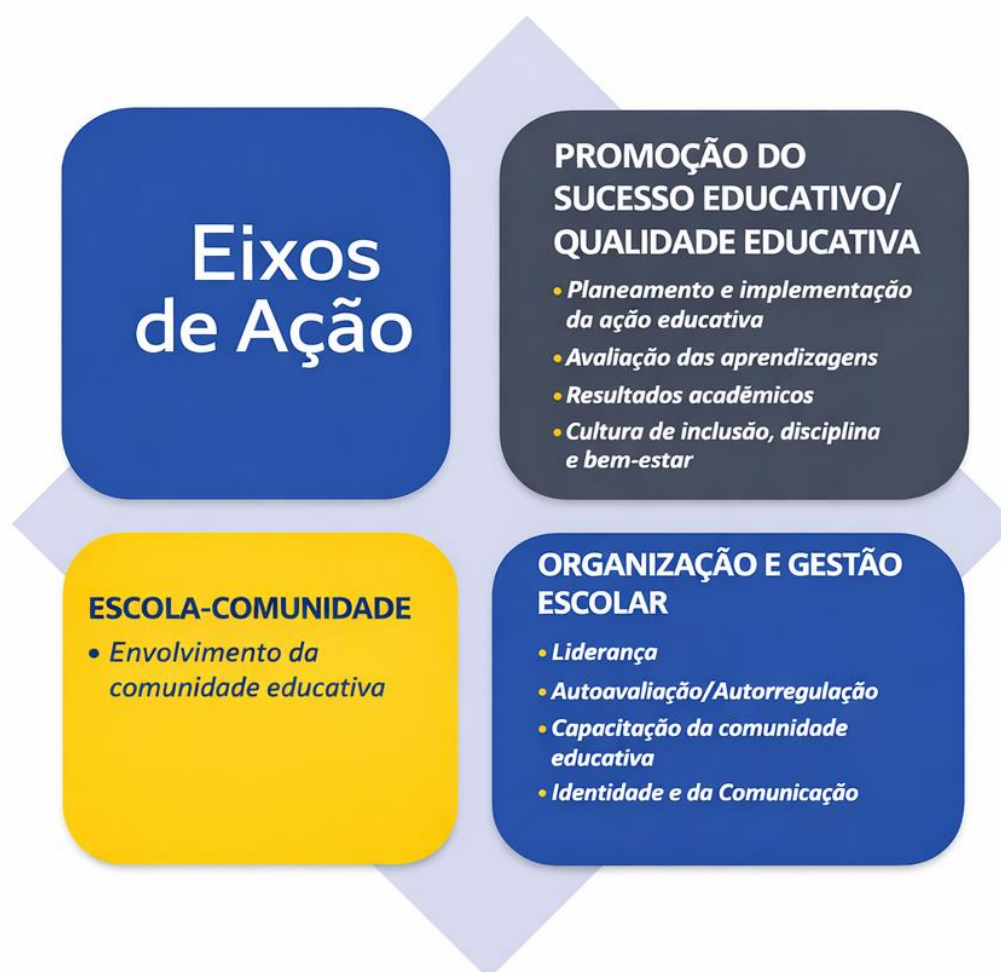 Eixos
de Ação
PROMOÇÃO DO
SUCESSO EDUCATIVO/
QUALIDADE EDUCATIVA
• Planeamento e implementação
da ação educativa
• Avaliação das aprendizagens
• Resultados académicos
• Cultura de inclusão, disciplina
e bem-estar
ESCOLA-COMUNIDADE
• Envolvimento da
comunidade educativa
ORGANIZAÇÃO E GESTÃO
ESCOLAR
• Liderança
• Autoavaliação/Autorregulação
• Capacitação da comunidade
educativa
• Identidade e da Comunicação